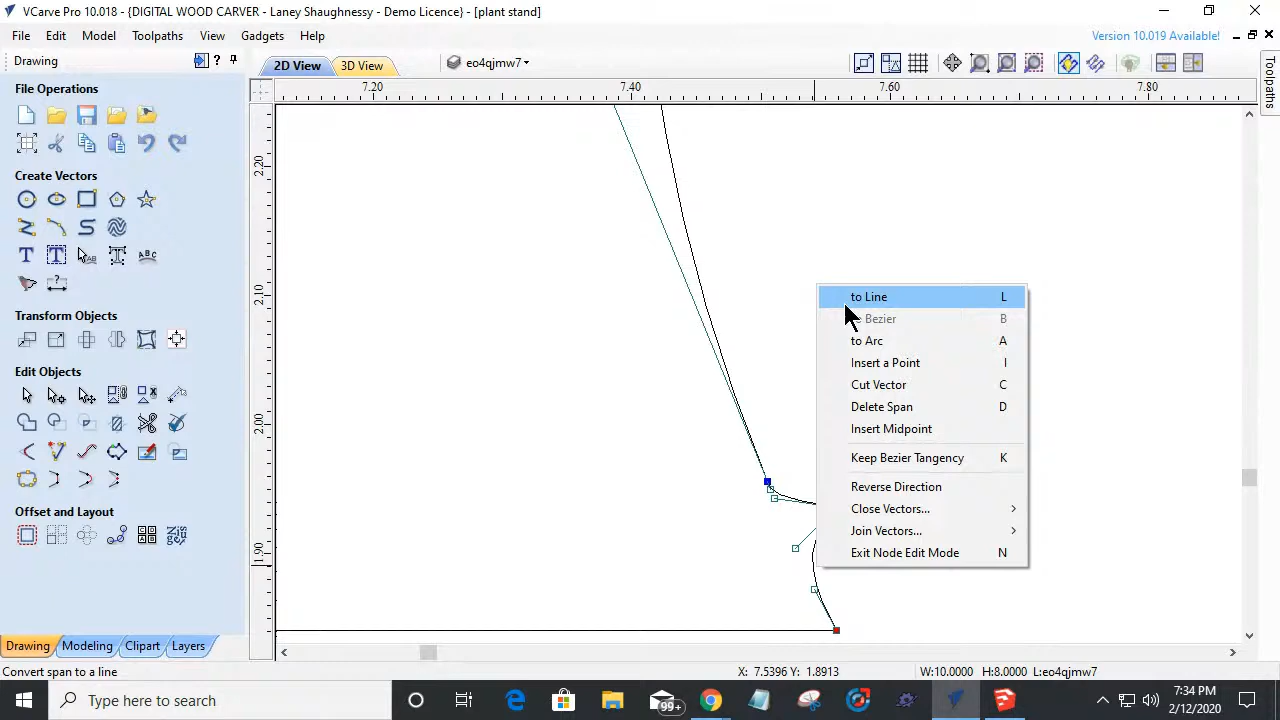 VCarve Pro 10.018 - {DIGITAL WOOD CARVER - Laney Shaughnessy - Demo Licence} - [plant stand]
File Edit Model Toolpaths View Gadgets Help
Version 10.019 Available!
Drawing
2D View
3D View
eo4qjmw7
Toolpaths
File Operations
7.20 7.40 7.60 7.80
2.20
2.10
2.00
1.90
Create Vectors
Transform Objects
Edit Objects
Offset and Layout
to Line L
Bezier B
to Arc A
Insert a Point I
Cut Vector C
Delete Span D
Insert Midpoint
Keep Bezier Tangency K
Reverse Direction
Close Vectors...
Join Vectors...
Exit Node Edit Mode N
Drawing Modeling Clipart Layers
Convert span to a line
X: 7.5396 Y: 1.8913
W:10.0000 H:8.0000 L:eo4qjmw7
Type here to search
99+
7:34 PM
2/12/2020